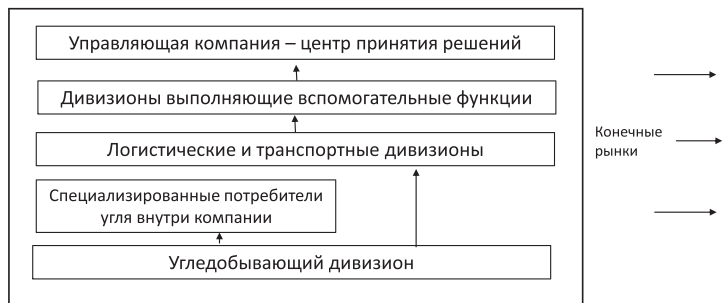 Управляющая компания – центр принятия решений
Дивизионы выполняющие вспомогательные функции
Логистические и транспортные дивизионы
Специализированные потребители
угля внутри компании
Угледобывающий дивизион
Конечные
рынки